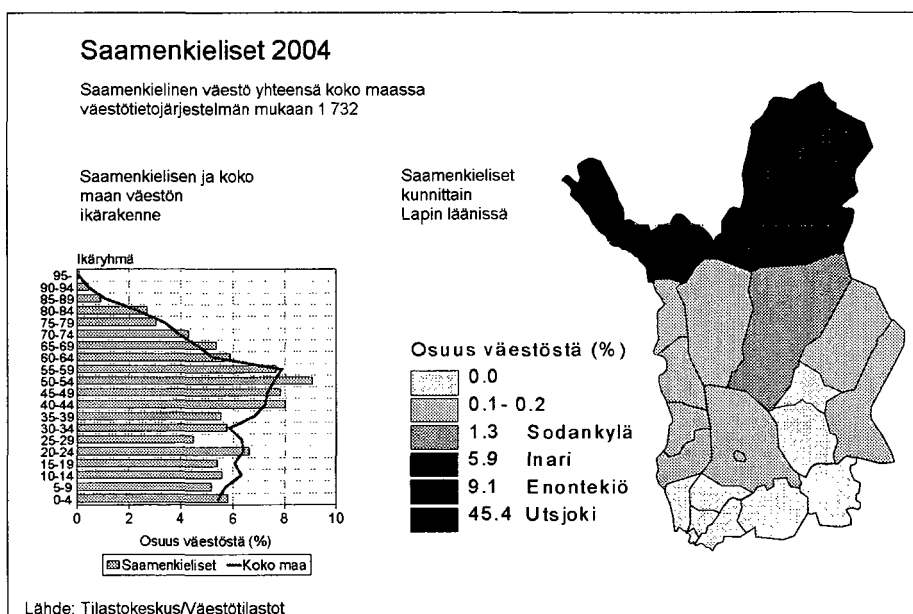 Saamenkieliset 2004
Saamenkielinen väestö yhteensä koko maassa
väestötietojärjestelmän mukaan 1 732
Saamenkielisen ja koko
maan väestön
ikärakenne
Ikäryhmä
95-
90-94
85-89
80-84
75-79
70-74
65-69
60-64
55-59
50-54
45-49
40-44
35-39
30-34
25-29
20-24
15-19
10-14
5-9
0-4
0 2 4 6 8 10
Osuus väestöstä (%)
Saamenkieliset Koko maa
Saamenkieliset
kunnittain
Lapin läänissä
Osuus väestöstä (%)
0.0
0.1- 0.2
1.3 Sodankylä
5.9 Inari
9.1 Enontekiö
45.4 Utsjoki
Lähde: Tilastokeskus/Väestötilastot